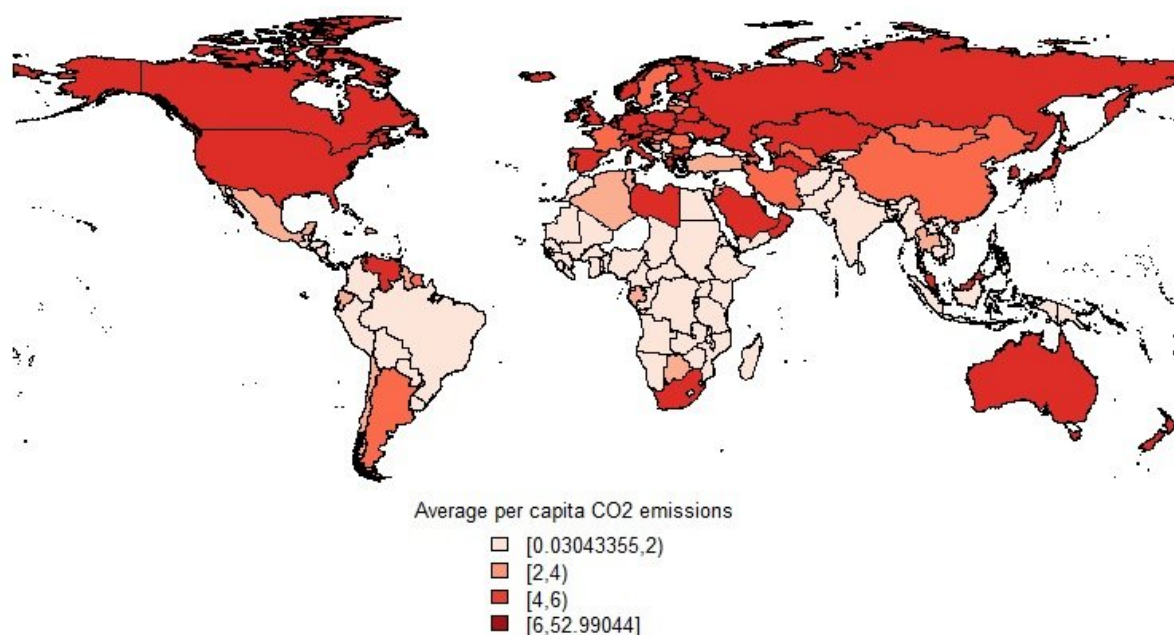 Average per capita CO2 emissions
[0.03043355,2)
[2,4)
[4,6)
[6,52.99044]